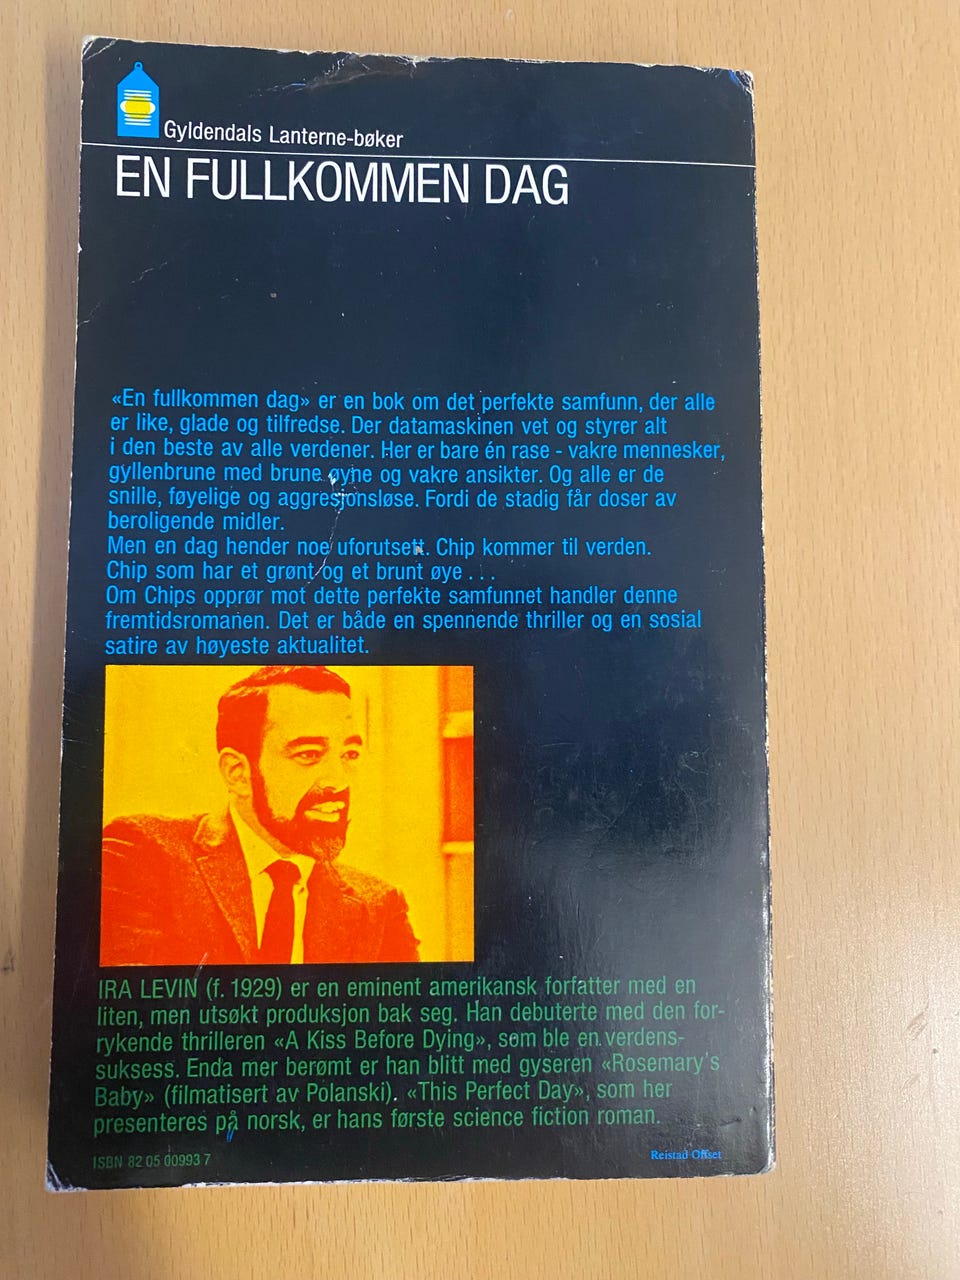 Gyldendals Lanterne-bøker
EN FULLKOMMEN DAG
«En fullkommen dag» er en bok om det perfekte samfunn, der alle
er like, glade og tilfredse. Der datamaskinen vet og styrer alt
i den beste av alle verdener. Her er bare én rase - vakre mennesker,
gyllenbrune med brune øyne og vakre ansikter. Og alle er de
snille, føyelige og aggresjonsløse. Fordi de stadig får doser av
beroligende midler.
Men en dag hender noe uforutsett. Chip kommer til verden.
Chip som har et grønt og et brunt øye . . .
Om Chips opprør mot dette perfekte samfunnet handler denne
fremtidsromanen. Det er både en spennende thriller og en sosial
satire av høyeste aktualitet.
IRA LEVIN (f. 1929) er en eminent amerikansk forfatter med en
liten, men utsøkt produksjon bak seg. Han debuterte med den for-
rykende thrilleren «A Kiss Before Dying», som ble en verdens-
suksess. Enda mer berømt er han blitt med gyseren «Rosemary's
Baby» (filmatisert av Polanski). «This Perfect Day», som her
presenteres på norsk, er hans første science fiction roman.
ISBN 82 05 00993 7
Reistad Offset